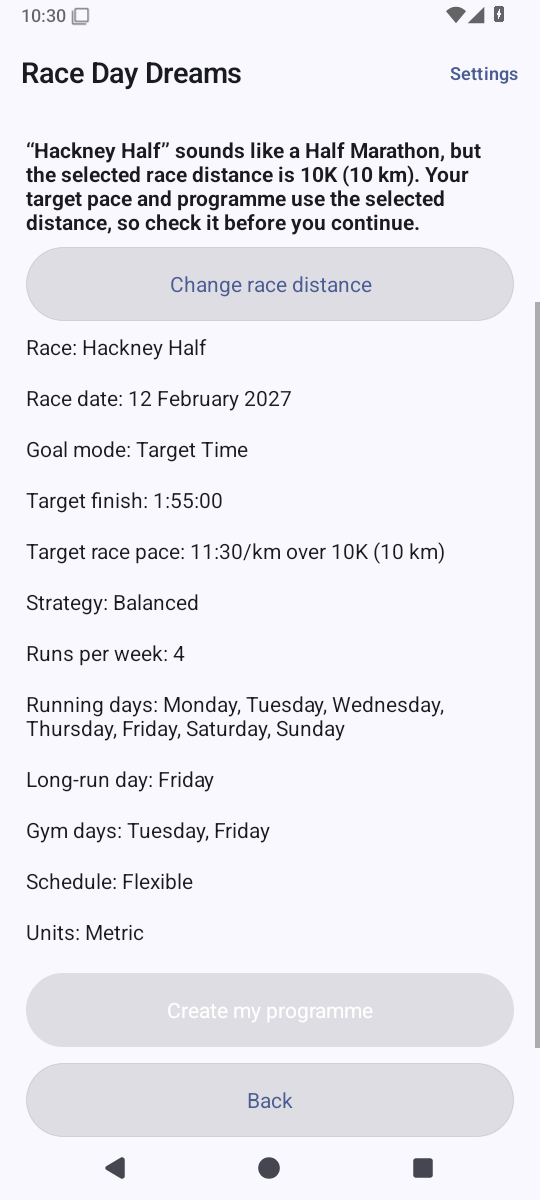 10:30
Race Day Dreams
Settings
“Hackney Half” sounds like a Half Marathon, but
the selected race distance is 10K (10 km). Your
target pace and programme use the selected
distance, so check it before you continue.
Change race distance
Race: Hackney Half
Race date: 12 February 2027
Goal mode: Target Time
Target finish: 1:55:00
Target race pace: 11:30/km over 10K (10 km)
Strategy: Balanced
Runs per week: 4
Running days: Monday, Tuesday, Wednesday,
Thursday, Friday, Saturday, Sunday
Long-run day: Friday
Gym days: Tuesday, Friday
Schedule: Flexible
Units: Metric
Create my programme
Back